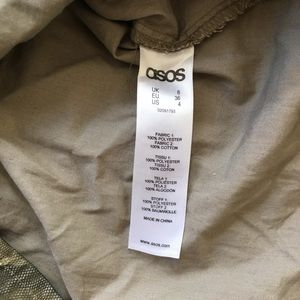 asos
UK 8
EU 36
US 4
FABRIC 1
100% POLYESTER
FABRIC 2
100% COTTON
TISSU 1
100% POLYESTER
TISSU 2
100% COTON
TELA 1
100% POLIÉSTER
TELA 2
100% ALGODÓN
STOFF 1
100% POLYESTER
STOFF 2
100% BAUMWOLLE
MADE IN CHINA
www.asos.com